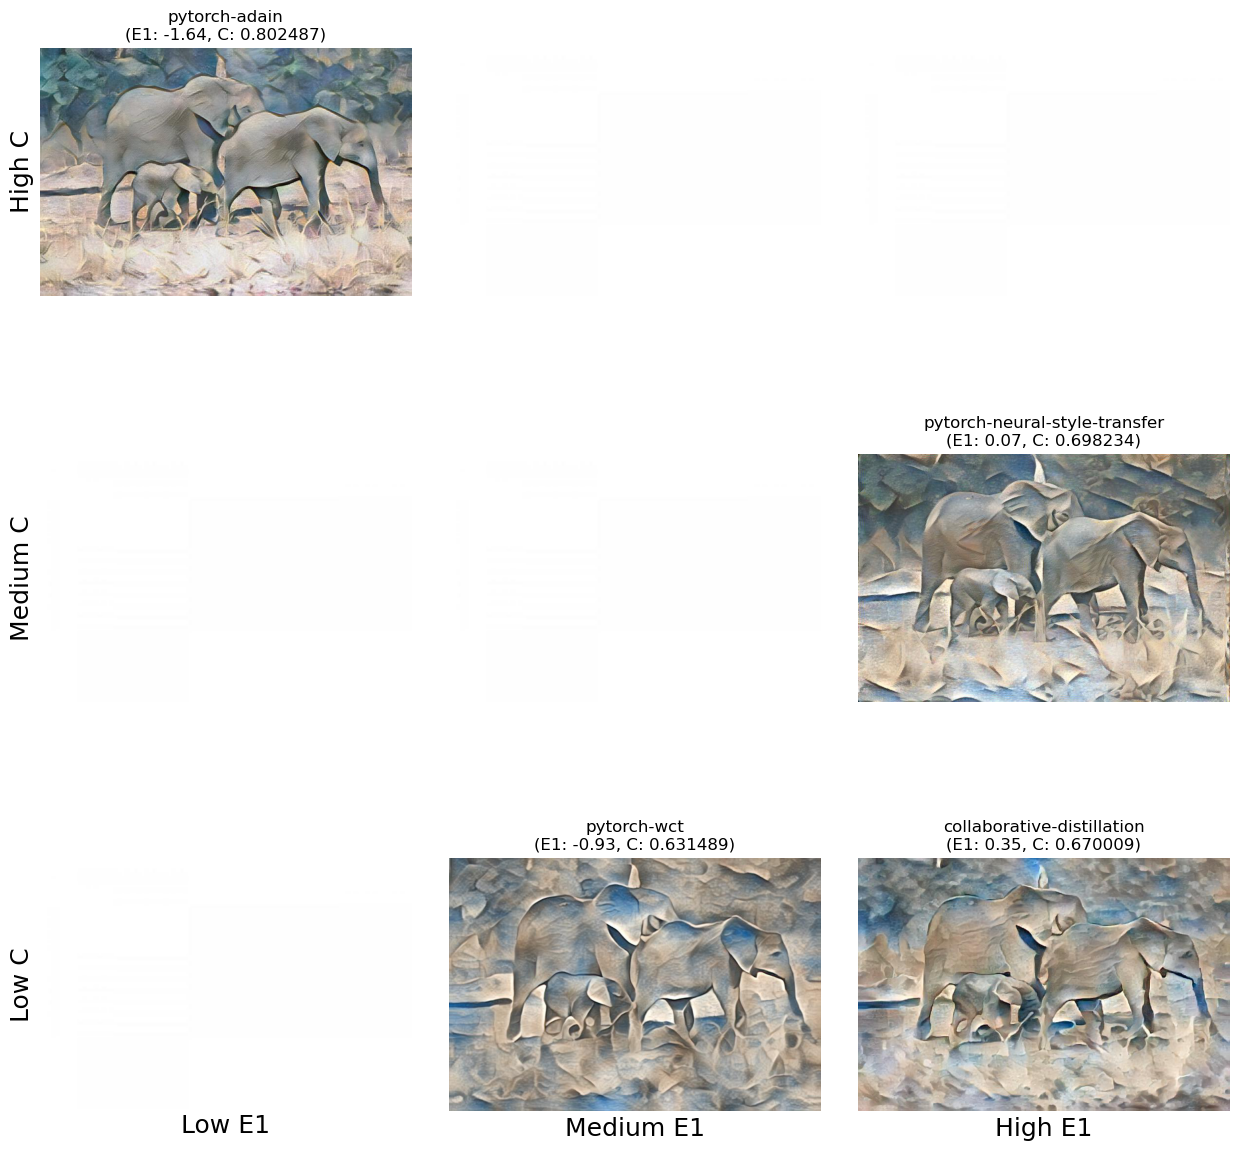 pytorch-adain
(E1: -1.64, C: 0.802487)
High C
pytorch-neural-style-transfer
(E1: 0.07, C: 0.698234)
Medium C
pytorch-wct
(E1: -0.93, C: 0.631489)
collaborative-distillation
(E1: 0.35, C: 0.670009)
Low C
Low E1
Medium E1
High E1